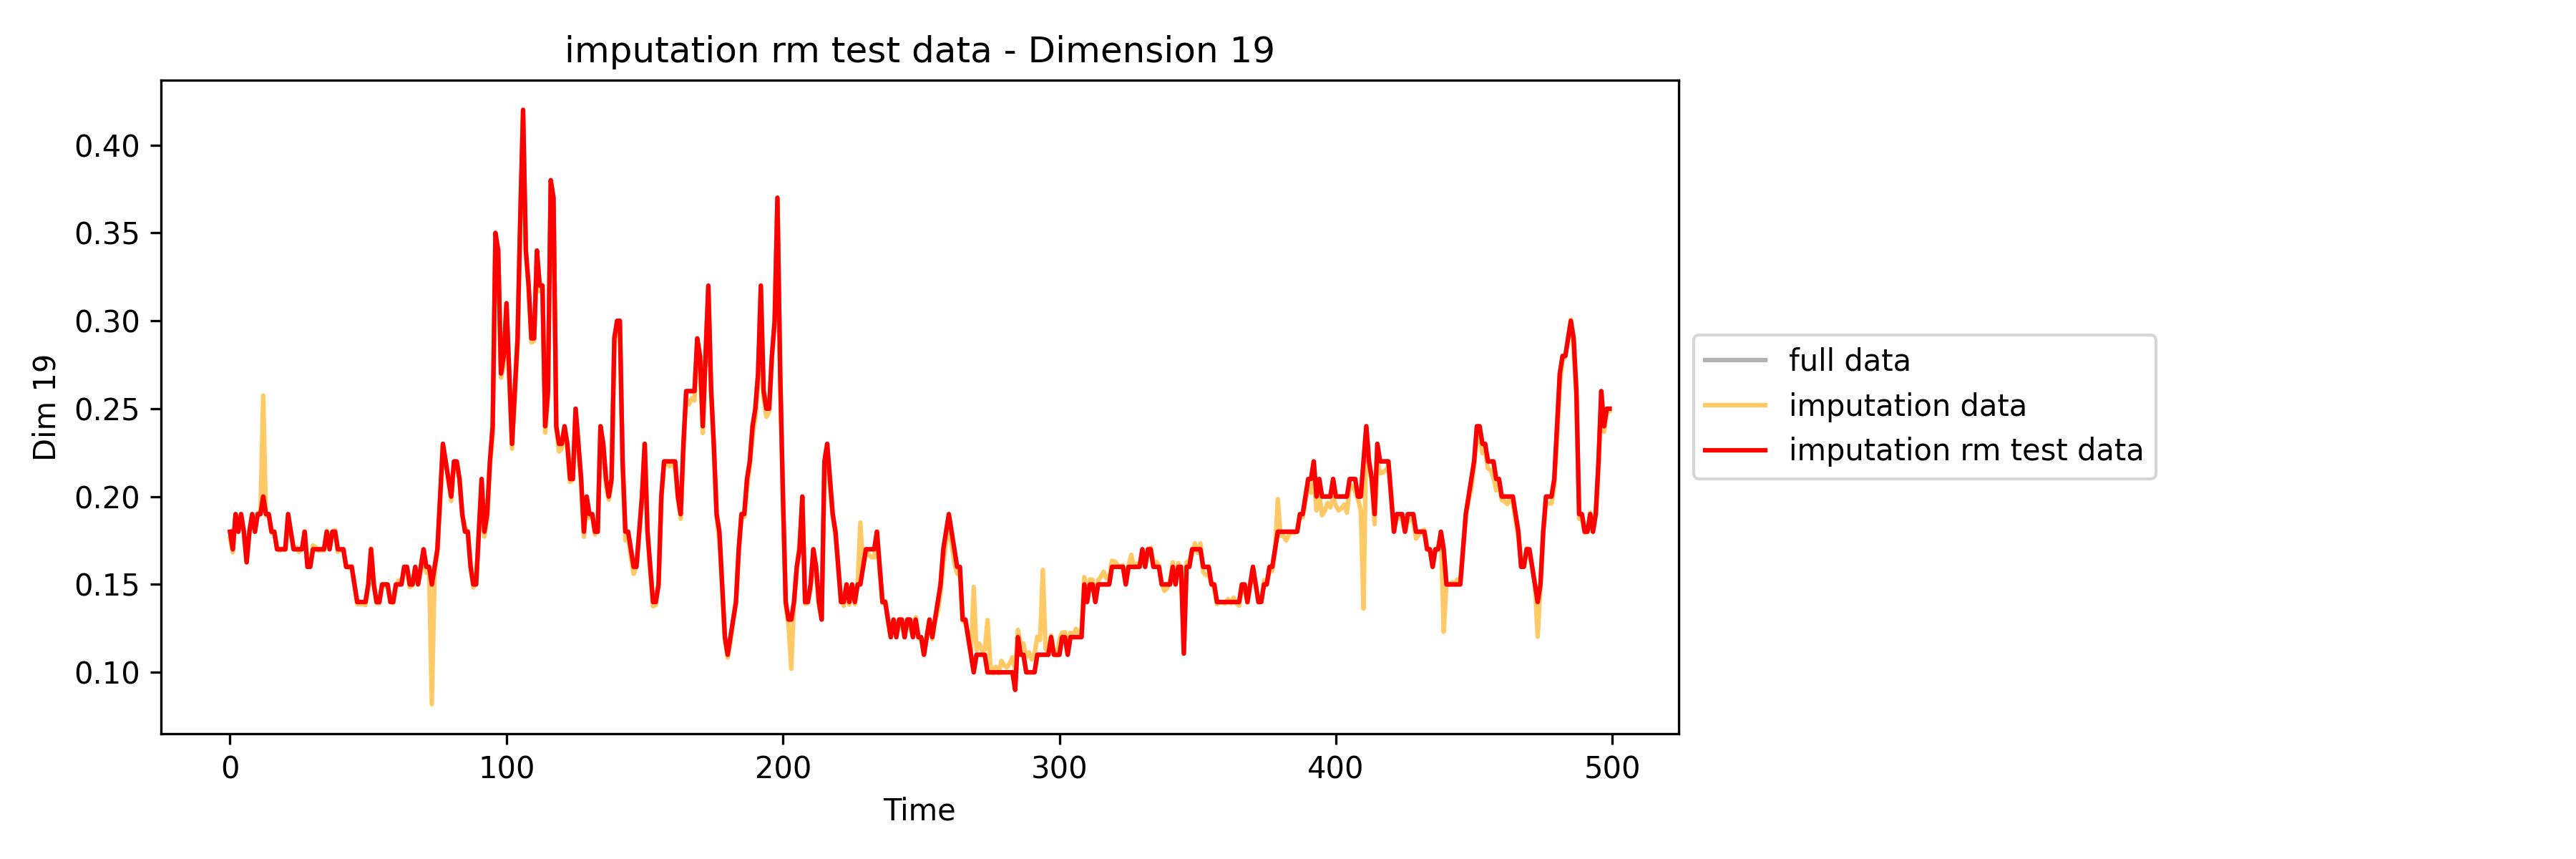 imputation rm test data - Dimension 19
0.40
0.35
0.30
0.25
0.20
0.15
0.10
Dim 19
0 100 200 300 400 500
Time
full data
imputation data
imputation rm test data